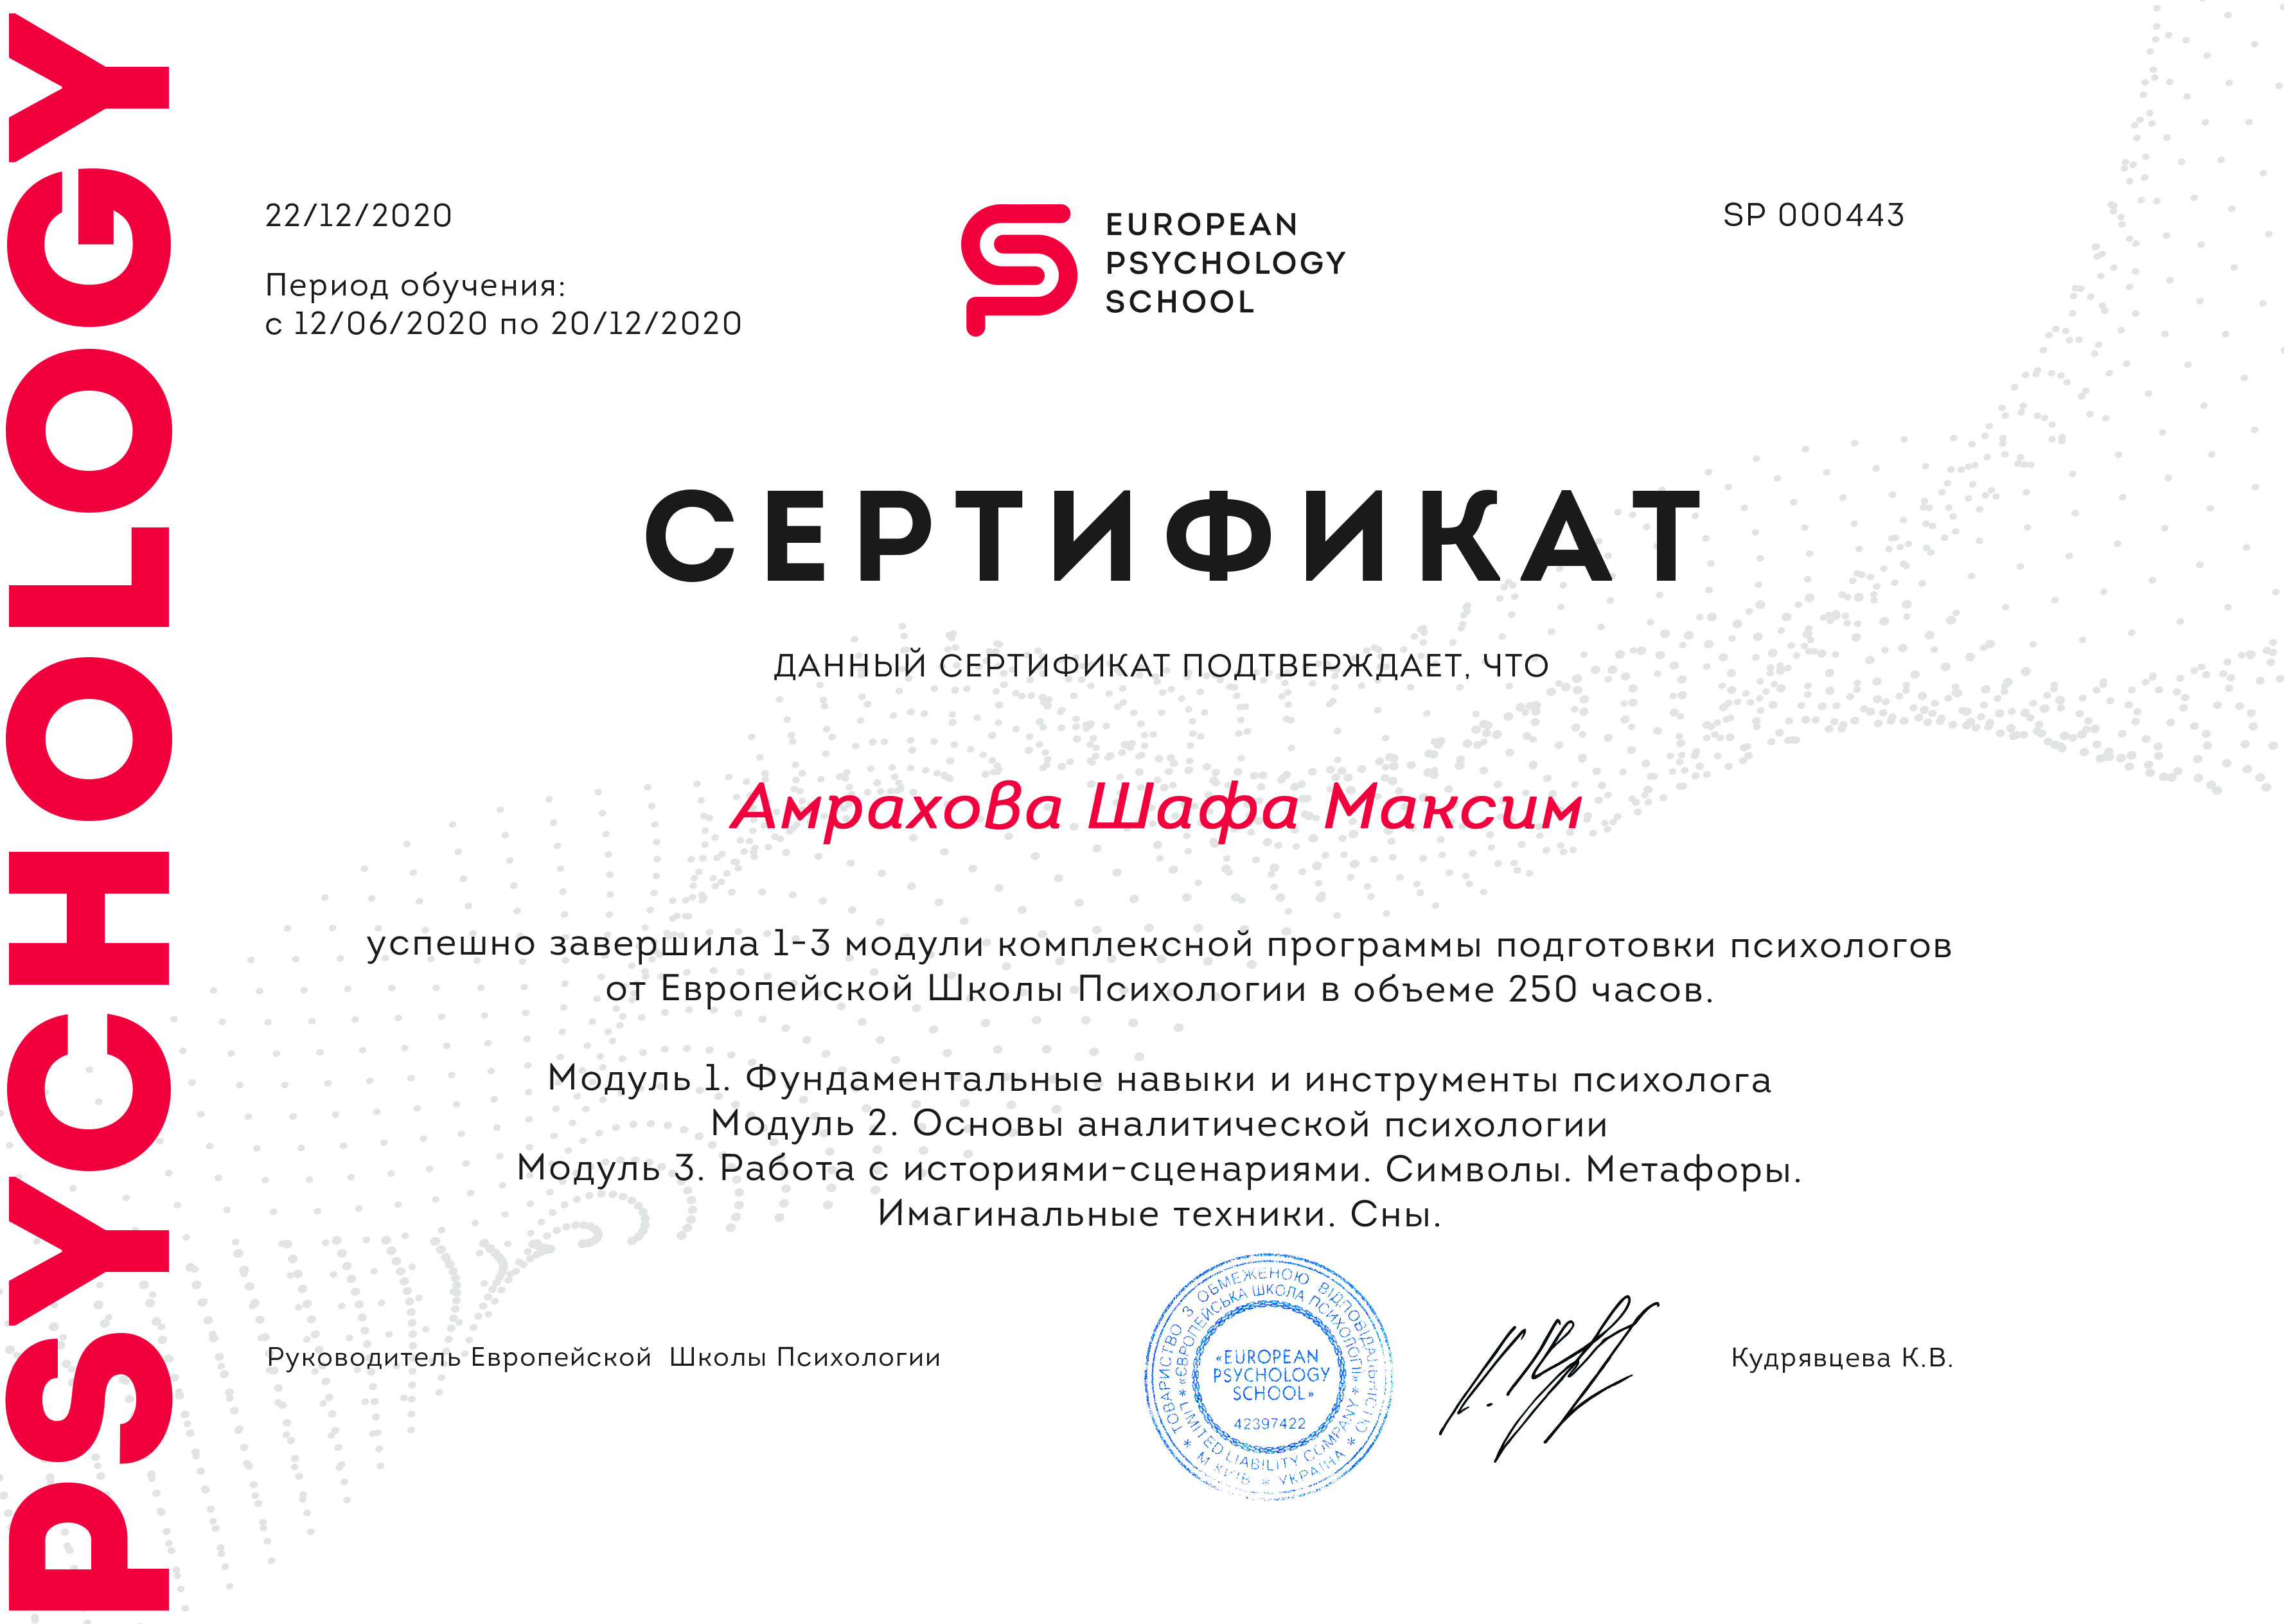 PSYCHOLOGY
22/12/2020
Период обучения:
с 12/06/2020 по 20/12/2020
EUROPEAN
PSYCHOLOGY
SCHOOL
SP 000443
СЕРТИФИКАТ
ДАННЫЙ СЕРТИФИКАТ ПОДТВЕРЖДАЕТ, ЧТО
Амрахова Шафа Максим
успешно завершила 1-3 модули комплексной программы подготовки психологов
от Европейской Школы Психологии в объеме 250 часов.
Модуль 1. Фундаментальные навыки и инструменты психолога
Модуль 2. Основы аналитической психологии
Модуль 3. Работа с историями-сценариями. Символы. Метафоры.
Имагинальные техники. Сны.
Руководитель Европейской Школы Психологии
ТОВАРИСТВО З ОБМЕЖЕНОЮ ВІДПОВІДАЛЬНІСТЮ
* М КИЇВ * УКРАЇНА *
«ЄВРОПЕЙСЬКА ШКОЛА ПСИХОЛОГІЇ»
* LIMITED LIABILITY COMPANY *
«EUROPEAN
PSYCHOLOGY
SCHOOL»
42397422
Кудрявцева К.В.